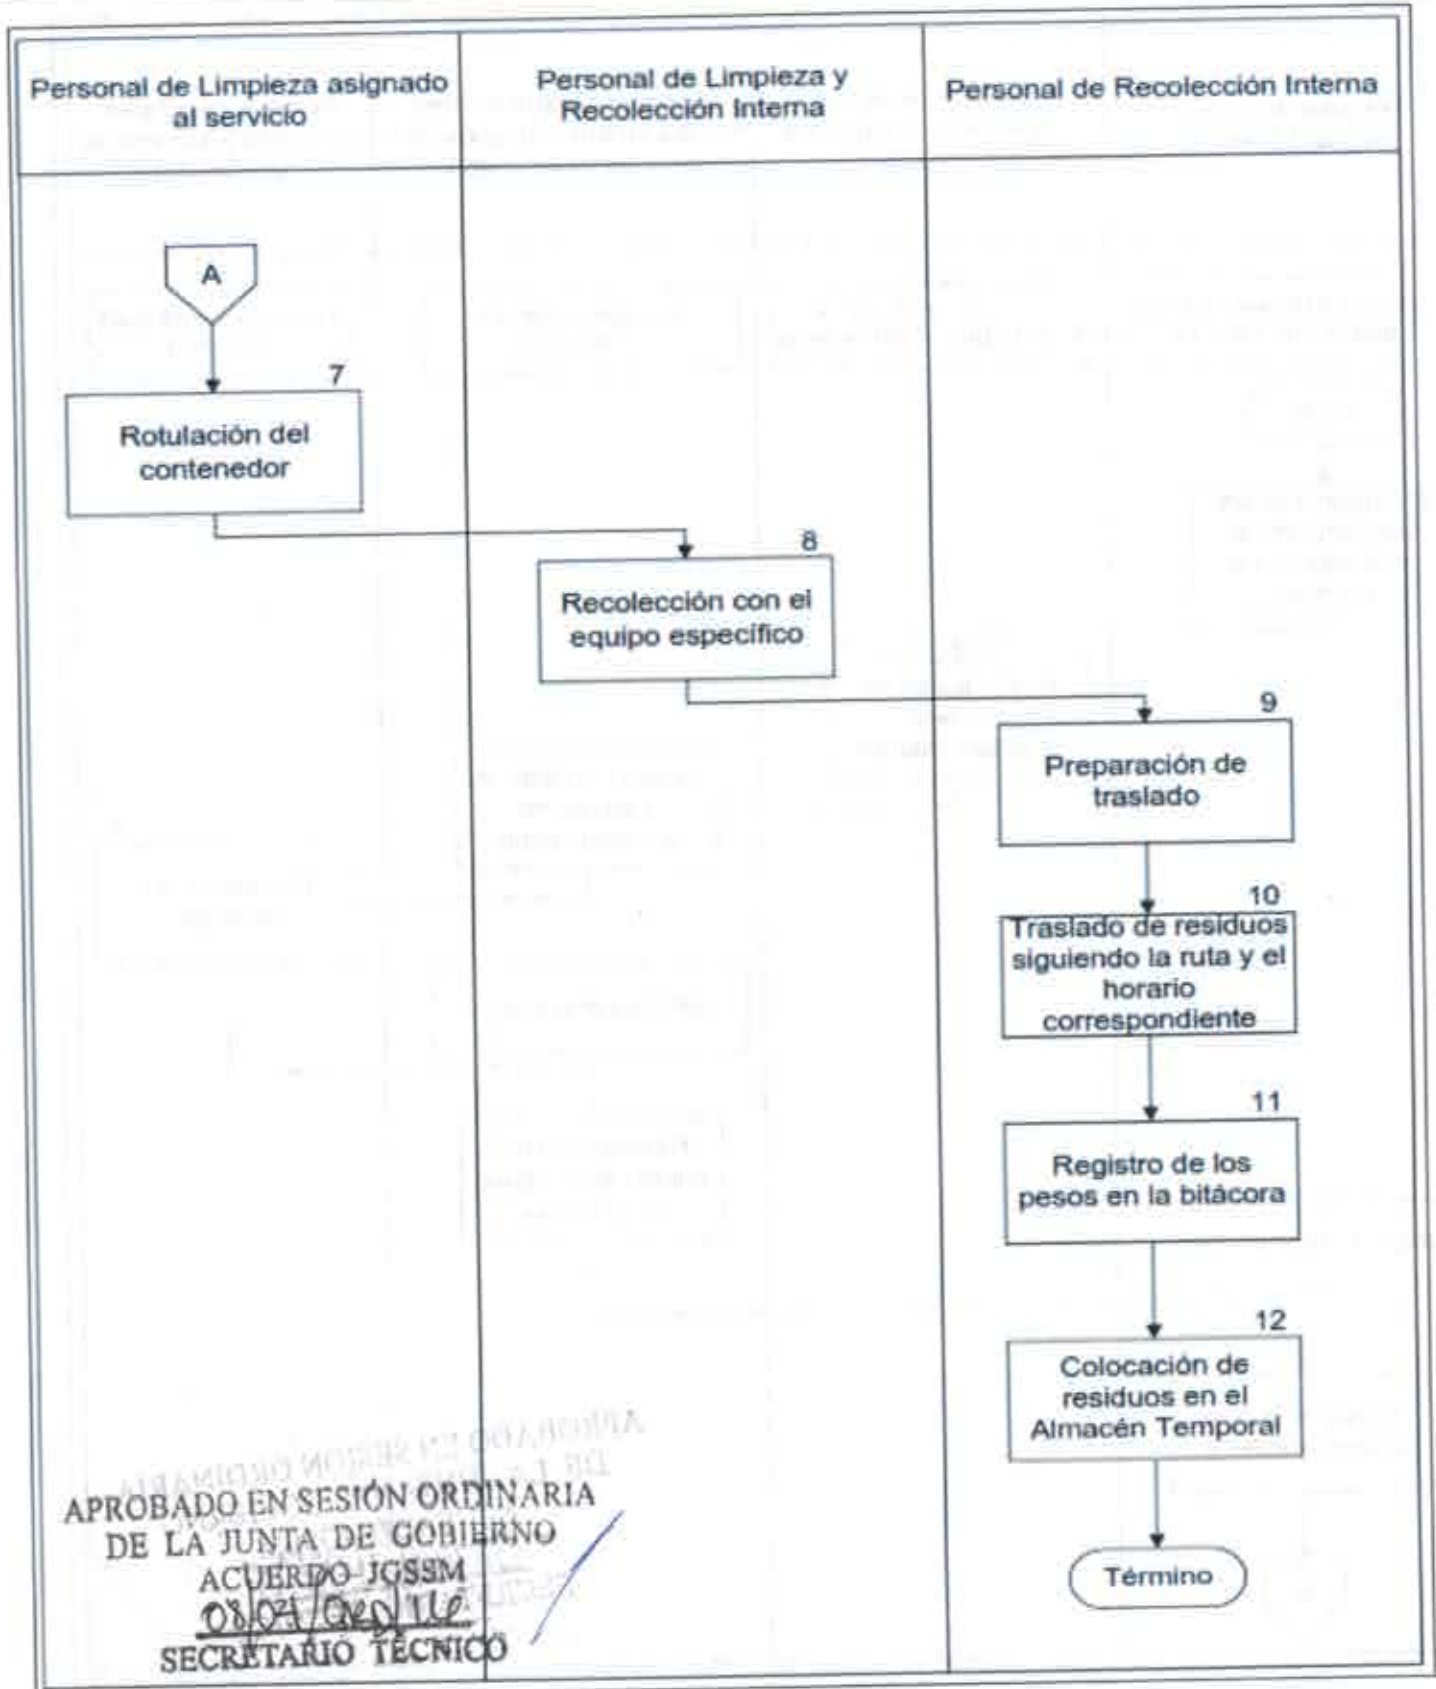 Personal de Limpieza asignado
al servicio
Personal de Limpieza y
Recolección Interna
Personal de Recolección Interna
A
7
Rotulación del
contenedor
8
Recolección con el
equipo específico
9
Preparación de
traslado
10
Traslado de residuos
siguiendo la ruta y el
horario
correspondiente
11
Registro de los
pesos en la bitácora
12
Colocación de
residuos en el
Almacén Temporal
Término
APROBADO EN SESIÓN ORDINARIA
DE LA JUNTA DE GOBIERNO
ACUERDO JGSSM
SECRETARIO TÉCNICO